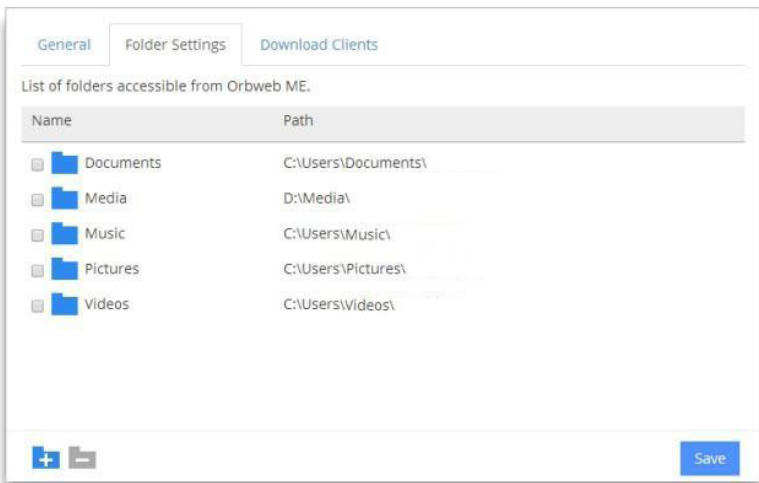 General Folder Settings Download Clients
List of folders accessible from Orbweb ME.
Name Path
Documents C:\Users\Documents\
Media D:\Media\
Music C:\Users\Music\
Pictures C:\Users\Pictures\
Videos C:\Users\Videos\
Save